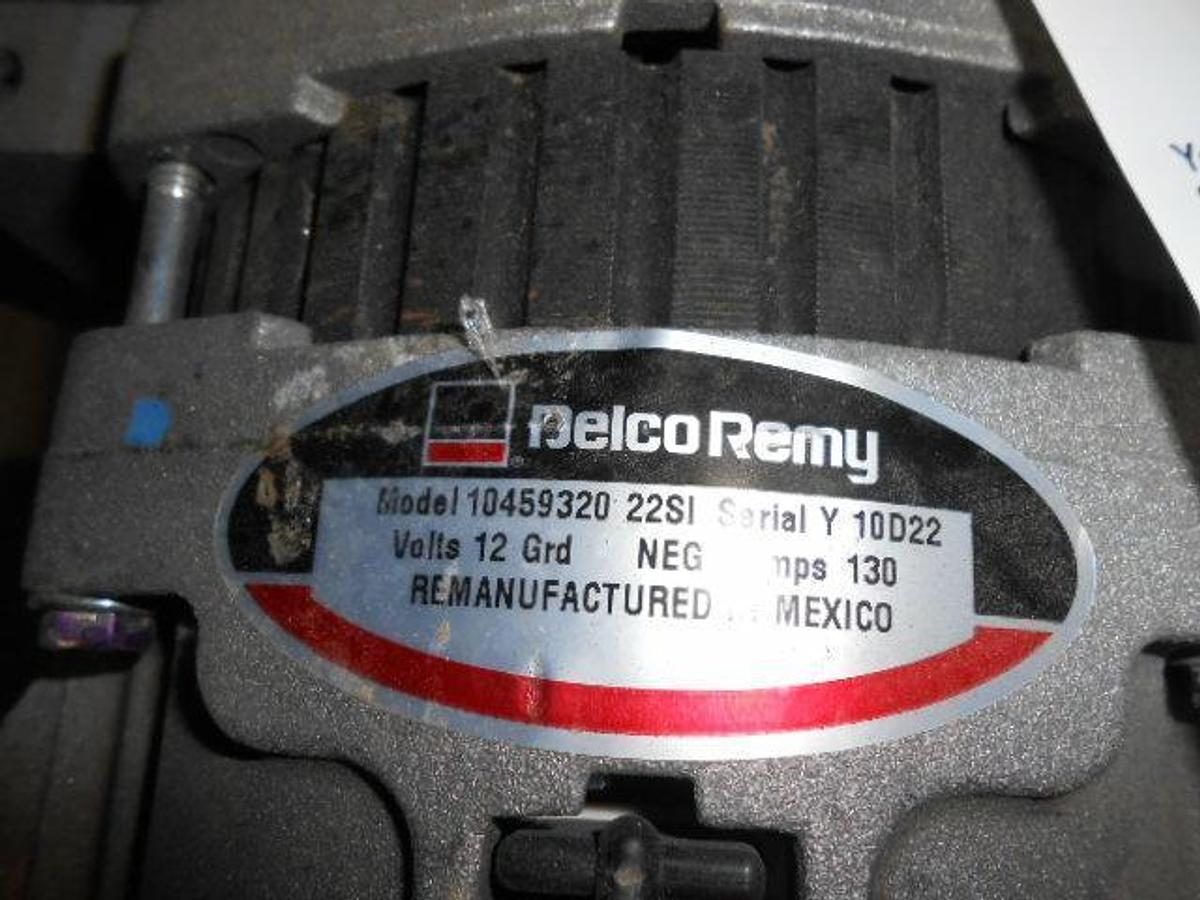 Delco Remy
Model 10459320 22SI Serial Y 10D22
Volts 12 Grd NEG mps 130
REMANUFACTURED MEXICO